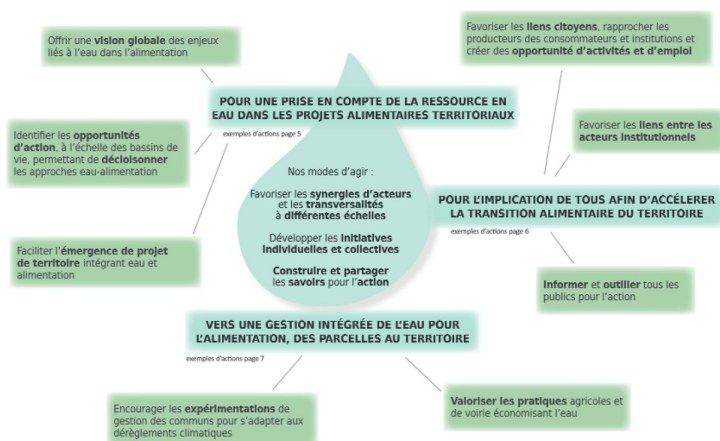 Offrir une vision globale des enjeux
liés à l'eau dans l'alimentation
Favoriser les liens citoyens, rapprocher les
producteurs des consommateurs et institutions et
créer des opportunité d'activités et d'emploi
POUR UNE PRISE EN COMPTE DE LA RESSOURCE EN
EAU DANS LES PROJETS ALIMENTAIRES TERRITORIAUX
exemples d'actions page 5
Identifier les opportunités
d'action, à l'échelle des bassins de
vie, permettant de décloisonner
les approches eau-alimentation
Favoriser les liens entre les
acteurs institutionnels
Nos modes d'agir :
Favoriser les synergies d'acteurs
et les transversalités
à différentes échelles
Développer les initiatives
individuelles et collectives
Construire et partager
les savoirs pour l'action
POUR L'IMPLICATION DE TOUS AFIN D'ACCÉLERER
LA TRANSITION ALIMENTAIRE DU TERRITOIRE
exemples d'actions page 6
Faciliter l'émergence de projet
de territoire intégrant eau et
alimentation
Informer et outiller tous les
publics pour l'action
VERS UNE GESTION INTÉGRÉE DE L'EAU POUR
L'ALIMENTATION, DES PARCELLES AU TERRITOIRE
exemples d'actions page 7
Encourager les expérimentations de
gestion des communs pour s'adapter aux
dérèglements climatiques
Valoriser les pratiques agricoles et
de voirie économisant l'eau